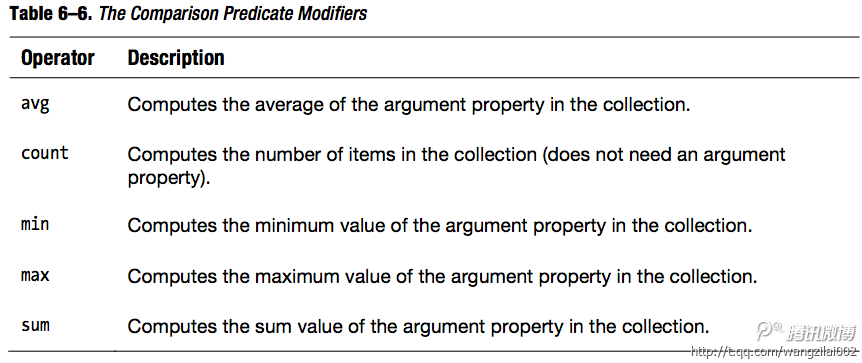 Table 6–6. The Comparison Predicate Modifiers
Operator Description
avg Computes the average of the argument property in the collection.
count Computes the number of items in the collection (does not need an argument
property).
min Computes the minimum value of the argument property in the collection.
max Computes the maximum value of the argument property in the collection.
sum Computes the sum value of the argument property in the collection.
腾讯微博
http://t.qq.com/wangzilai002